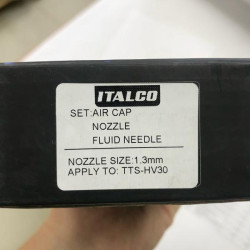 ITALCO
SET:AIR CAP
NOZZLE
FLUID NEEDLE
NOZZLE SIZE:1.3mm
APPLY TO: TTS-HV30